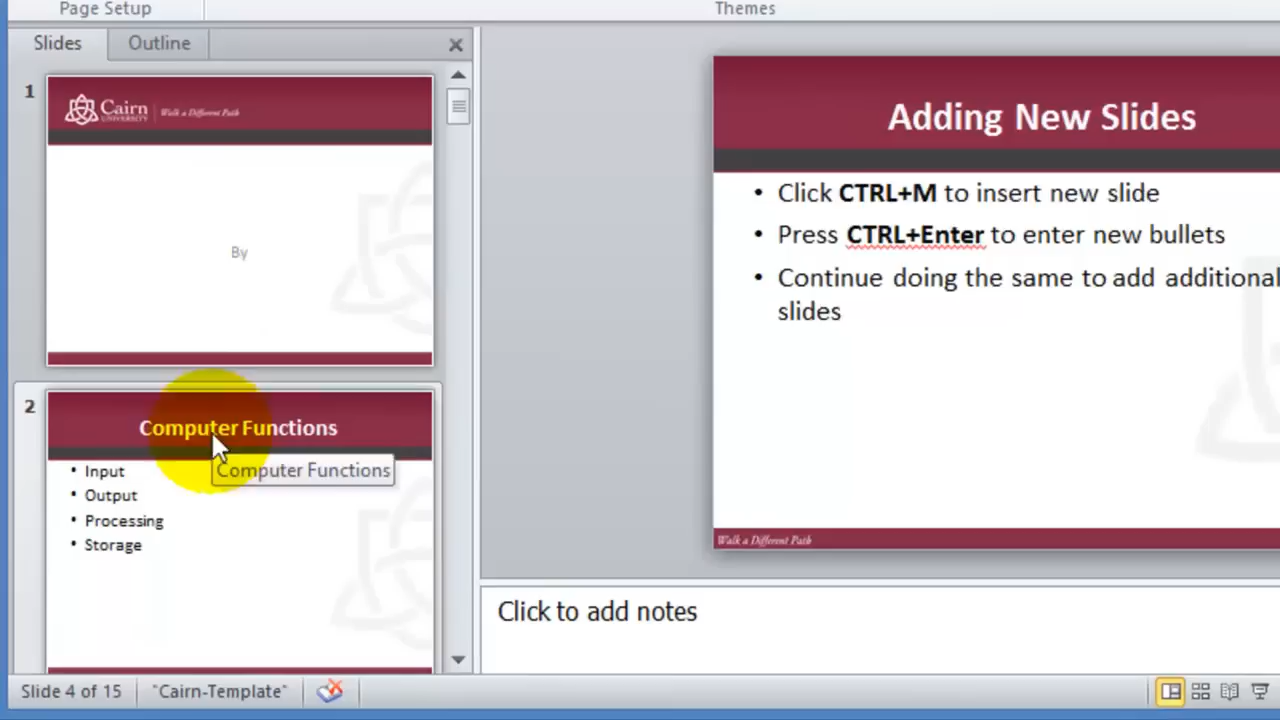 Page Setup
Themes
Slides
Outline
1
Cairn
UNIVERSITY
Walk a Different Path
By
2
Computer Functions
Computer Functions
• Input
• Output
• Processing
• Storage
Adding New Slides
• Click CTRL+M to insert new slide
• Press CTRL+Enter to enter new bullets
• Continue doing the same to add additional
slides
Walk a Different Path
Click to add notes
Slide 4 of 15
"Cairn-Template"